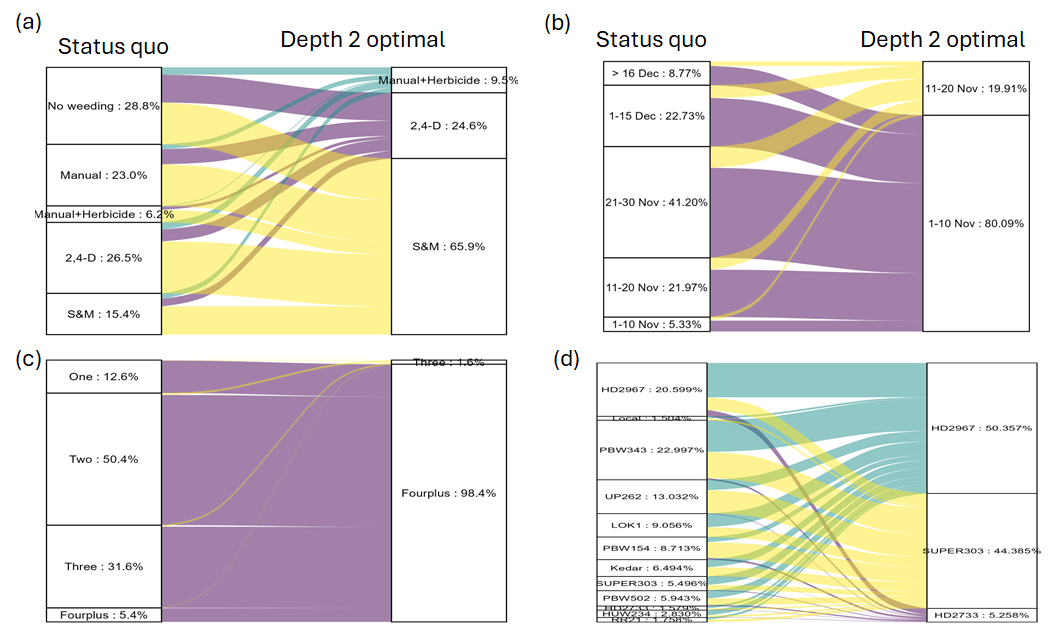 (a)
Status quo
Depth 2 optimal
No weeding : 28.8%
Manual : 23.0%
Manual+Herbicide : 6.2%
2,4-D : 26.5%
S&M : 15.4%
Manual+Herbicide : 9.5%
2,4-D : 24.6%
S&M : 65.9%
(b)
Status quo
Depth 2 optimal
> 16 Dec : 8.77%
1-15 Dec : 22.73%
21-30 Nov : 41.20%
11-20 Nov : 21.97%
1-10 Nov : 5.33%
11-20 Nov : 19.91%
1-10 Nov : 80.09%
(c)
One : 12.6%
Two : 50.4%
Three : 31.6%
Fourplus : 5.4%
Three : 1.6%
Fourplus : 98.4%
(d)
HD2967 : 20.599%
Local : 1.504%
PBW343 : 22.997%
UP262 : 13.032%
LOK1 : 9.056%
PBW154 : 8.713%
Kedar : 6.494%
SUPER303 : 5.496%
PBW502 : 5.943%
HD2733 : 1.579%
HUW234 : 2.830%
RR21 : 1.758%
HD2967 : 50.357%
SUPER303 : 44.385%
HD2733 : 5.258%